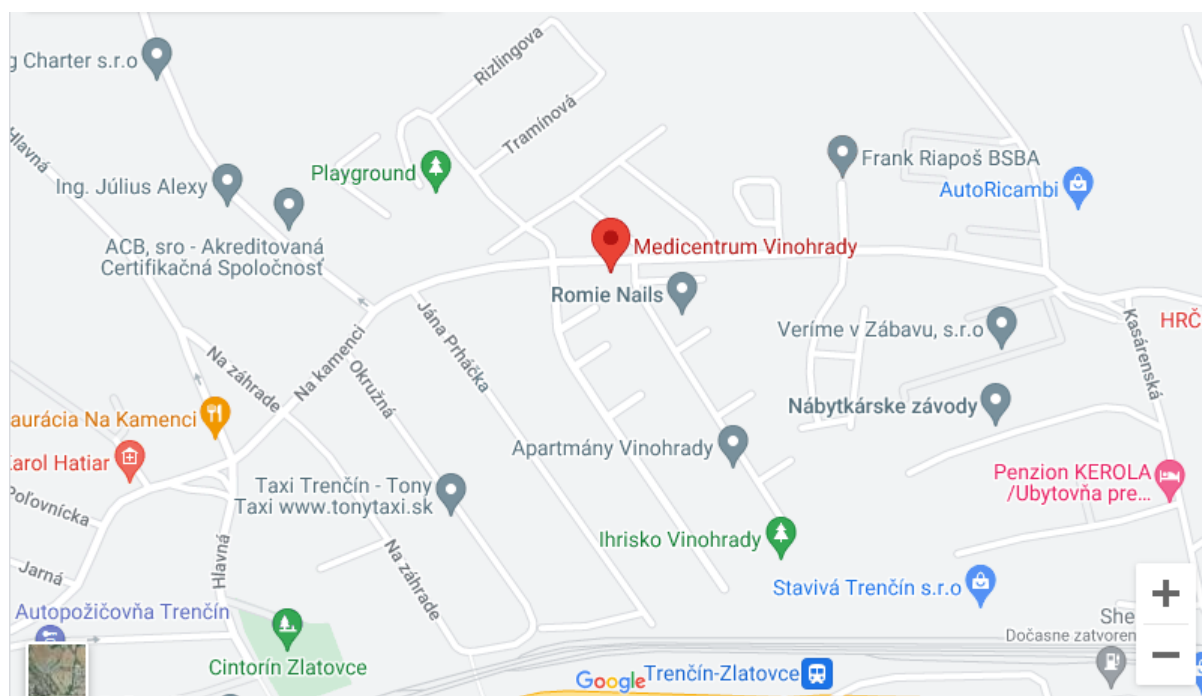 g Charter s.r.o
Rizlingova
Tramínová
Hlavná
Playground
Frank Riapoš BSBA
Ing. Július Alexy
AutoRicambi
ACB, sro - Akreditovaná
Certifikačná Spoločnosť
Medicentrum Vinohrady
Romie Nails
Jána Prháčka
Kasárenská
HRČ
Veríme v Zábavu, s.r.o
Na záhrade
Na kamenci
Okružná
aurácia Na Kamenci
Nábytkárske závody
Apartmány Vinohrady
Karol Hatiar
Penzion KEROLA
/Ubytovňa pre...
Poľovnícka
Taxi Trenčín - Tony
Taxi www.tonytaxi.sk
Ihrisko Vinohrady
Hlavná
Na záhrade
Jarná
Stavivá Trenčín s.r.o
+
Autopožičovňa Trenčín
She
Dočasne zatvoren
−
Cintorín Zlatovce
Google
Trenčín-Zlatovce